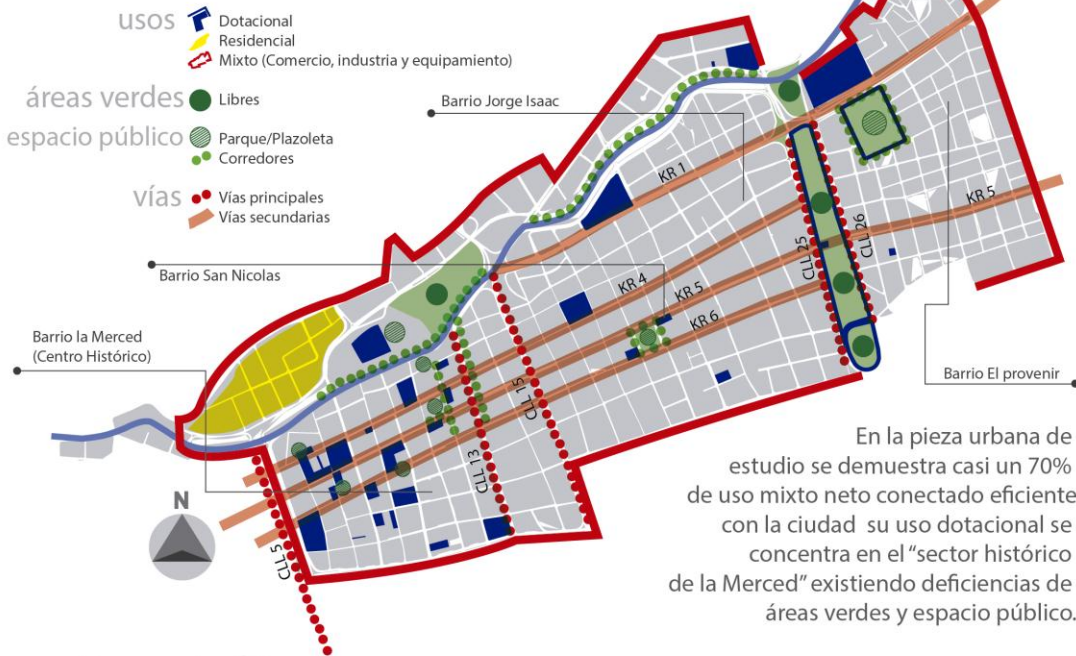 usos
Dotacional
Residencial
Mixto (Comercio, industria y equipamiento)
áreas verdes
Libres
espacio público
Parque/Plazoleta
Corredores
vías
Vías principales
Vías secundarias
Barrio Jorge Isaac
KR 1
KR 5
CLL 25
CLL 26
Barrio San Nicolas
KR 4
KR 5
KR 6
Barrio la Merced
(Centro Histórico)
CLL 15
CLL 13
CLL 5
Barrio El provenir
N
En la pieza urbana de
estudio se demuestra casi un 70%
de uso mixto neto conectado eficiente
con la ciudad su uso dotacional se
concentra en el “sector histórico
de la Merced” existiendo deficiencias de
áreas verdes y espacio público.